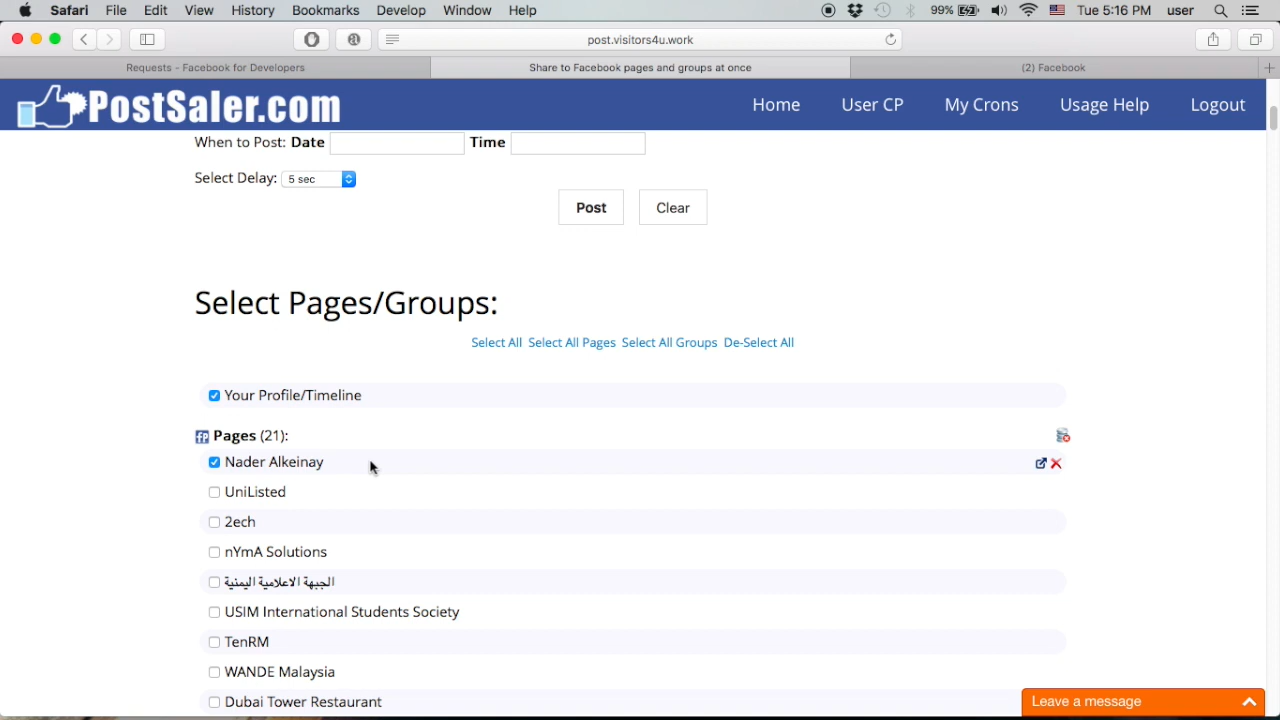 Safari File Edit View History Bookmarks Develop Window Help 99% Tue 5:16 PM user
post.visitors4u.work
Requests - Facebook for Developers
Share to Facebook pages and groups at once
(2) Facebook
PostSaler.com
Home User CP My Crons Usage Help Logout
When to Post: Date Time
Select Delay: 5 sec
Post Clear
Select Pages/Groups:
Select All Select All Pages Select All Groups De-Select All
Your Profile/Timeline
Pages (21):
Nader Alkeinay
UniListed
2ech
nYmA Solutions
الجبهة الاعلامية اليمنية
USIM International Students Society
TenRM
WANDE Malaysia
Dubai Tower Restaurant
Leave a message